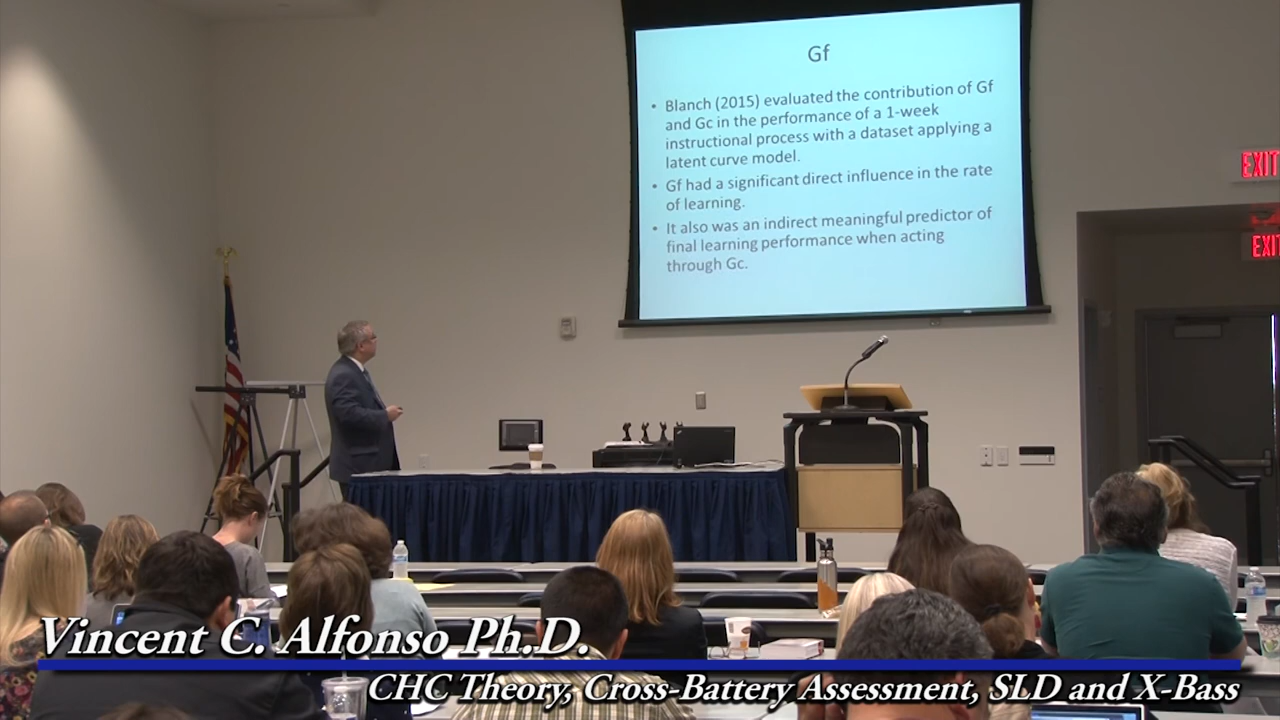 Gf
• Blanch (2015) evaluated the contribution of Gf
and Gc in the performance of a 1-week
instructional process with a dataset applying a
latent curve model.
• Gf had a significant direct influence in the rate
of learning.
• It also was an indirect meaningful predictor of
final learning performance when acting
through Gc.
EXIT
EXIT
Vincent C. Alfonso Ph.D.
CHC Theory, Cross-Battery Assessment, SLD and X-Bass